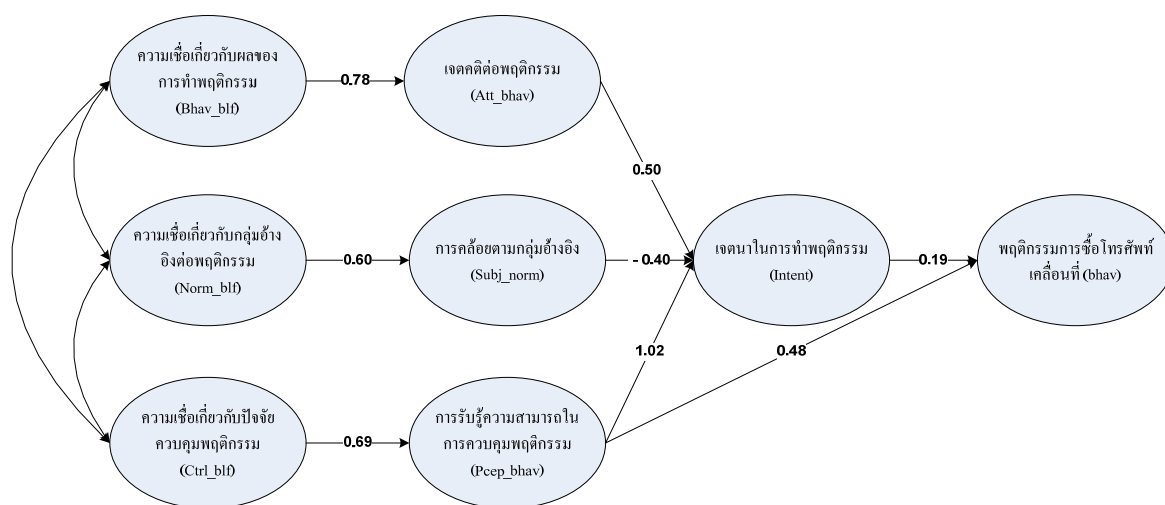 ความเชื่อเกี่ยวกับผลของ
การทำพฤติกรรม
(Bhav_blf)
0.78
เจตคติต่อพฤติกรรม
(Att_bhav)
0.50
ความเชื่อเกี่ยวกับกลุ่มอ้าง
อิงต่อพฤติกรรม
(Norm_blf)
0.60
การคล้อยตามกลุ่มอ้างอิง
(Subj_norm)
- 0.40
เจตนาในการทำพฤติกรรม
(Intent)
0.19
พฤติกรรมการซื้อโทรศัพท์
เคลื่อนที่ (bhav)
1.02
0.48
ความเชื่อเกี่ยวกับปัจจัย
ควบคุมพฤติกรรม
(Ctrl_blf)
0.69
การรับรู้ความสามารถใน
การควบคุมพฤติกรรม
(Pcep_bhav)